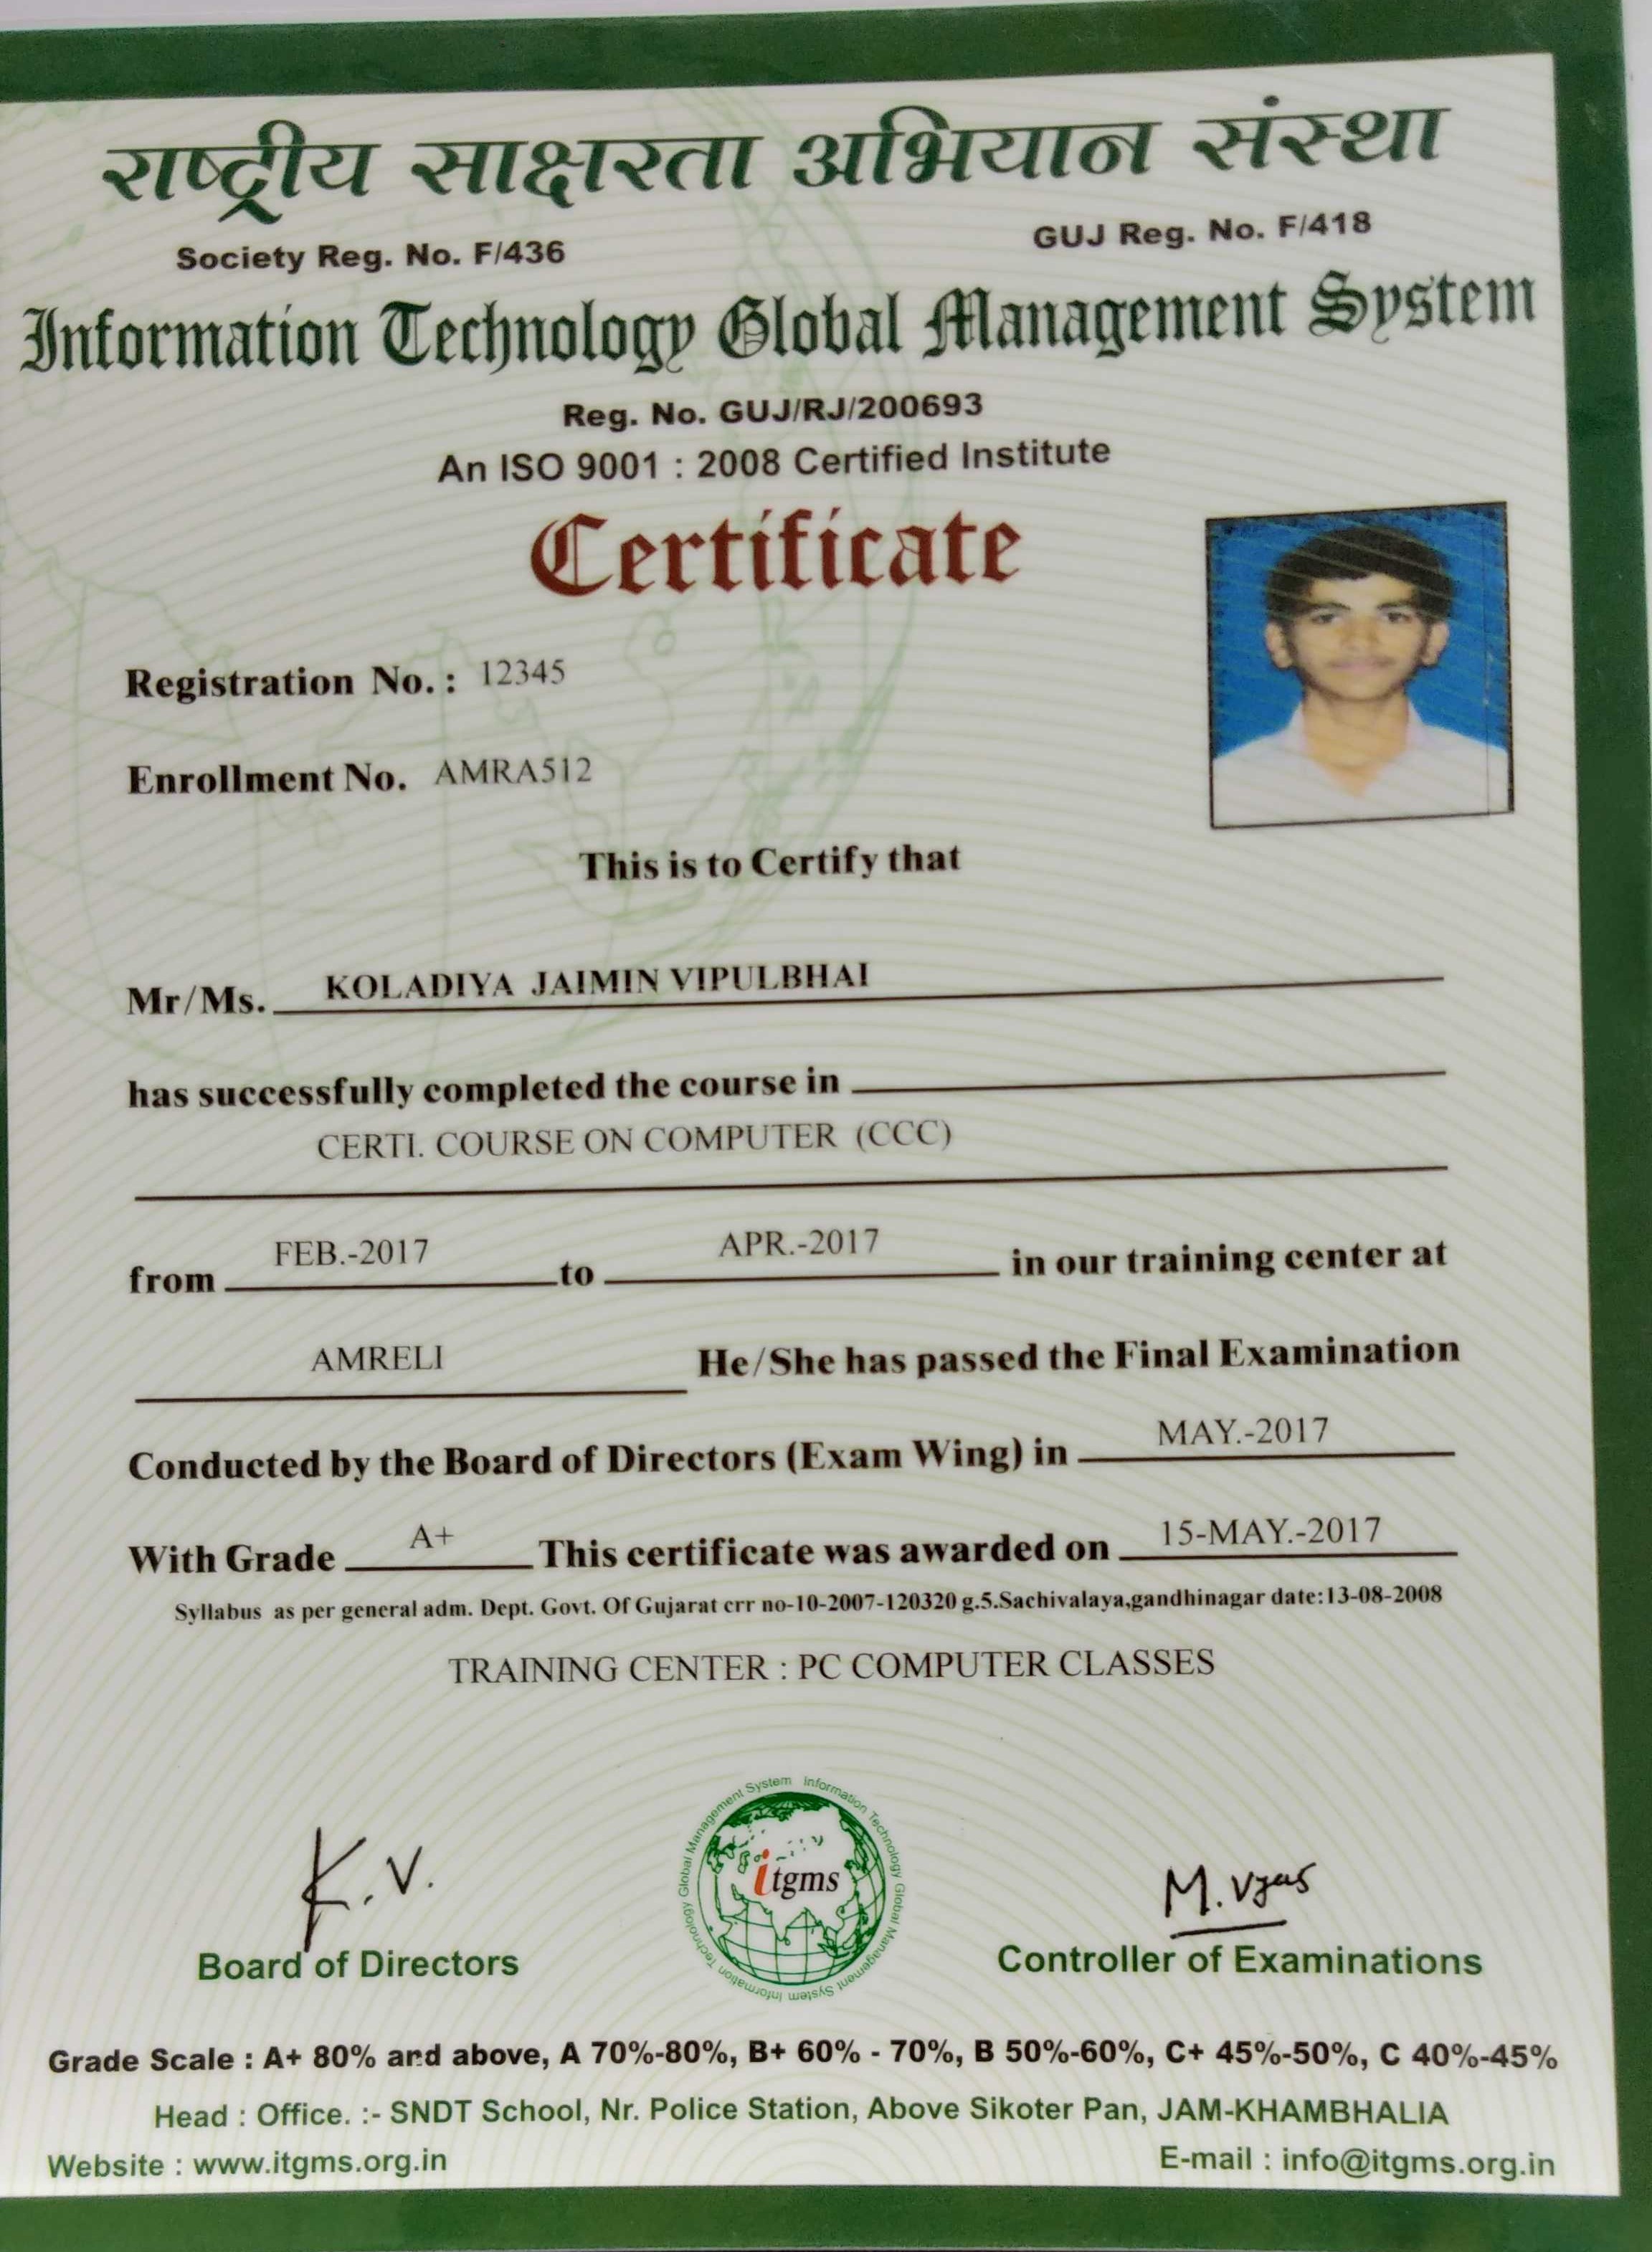 राष्ट्रीय साक्षरता अभियान संस्था
Society Reg. No. F/436 GUJ Reg. No. F/418
Information Technology Global Management System
Reg. No. GUJ/RJ/200693
An ISO 9001 : 2008 Certified Institute
Certificate
Registration No. : 12345
Enrollment No. AMRA512
This is to Certify that
Mr/Ms. KOLADIYA JAIMIN VIPULBHAI
has successfully completed the course in
CERTI. COURSE ON COMPUTER (CCC)
from FEB.-2017 to APR.-2017 in our training center at
AMRELI He/She has passed the Final Examination
Conducted by the Board of Directors (Exam Wing) in MAY.-2017
With Grade A+ This certificate was awarded on 15-MAY.-2017
Syllabus as per general adm. Dept. Govt. Of Gujarat crr no-10-2007-120320 g.5.Sachivalaya,gandhinagar date:13-08-2008
TRAINING CENTER : PC COMPUTER CLASSES
Information Technology Global Management System Information Technology Global Management System
itgms
K.V. M. Vyas
Board of Directors Controller of Examinations
Grade Scale : A+ 80% and above, A 70%-80%, B+ 60% - 70%, B 50%-60%, C+ 45%-50%, C 40%-45%
Head : Office. :- SNDT School, Nr. Police Station, Above Sikoter Pan, JAM-KHAMBHALIA
Website : www.itgms.org.in E-mail : info@itgms.org.in